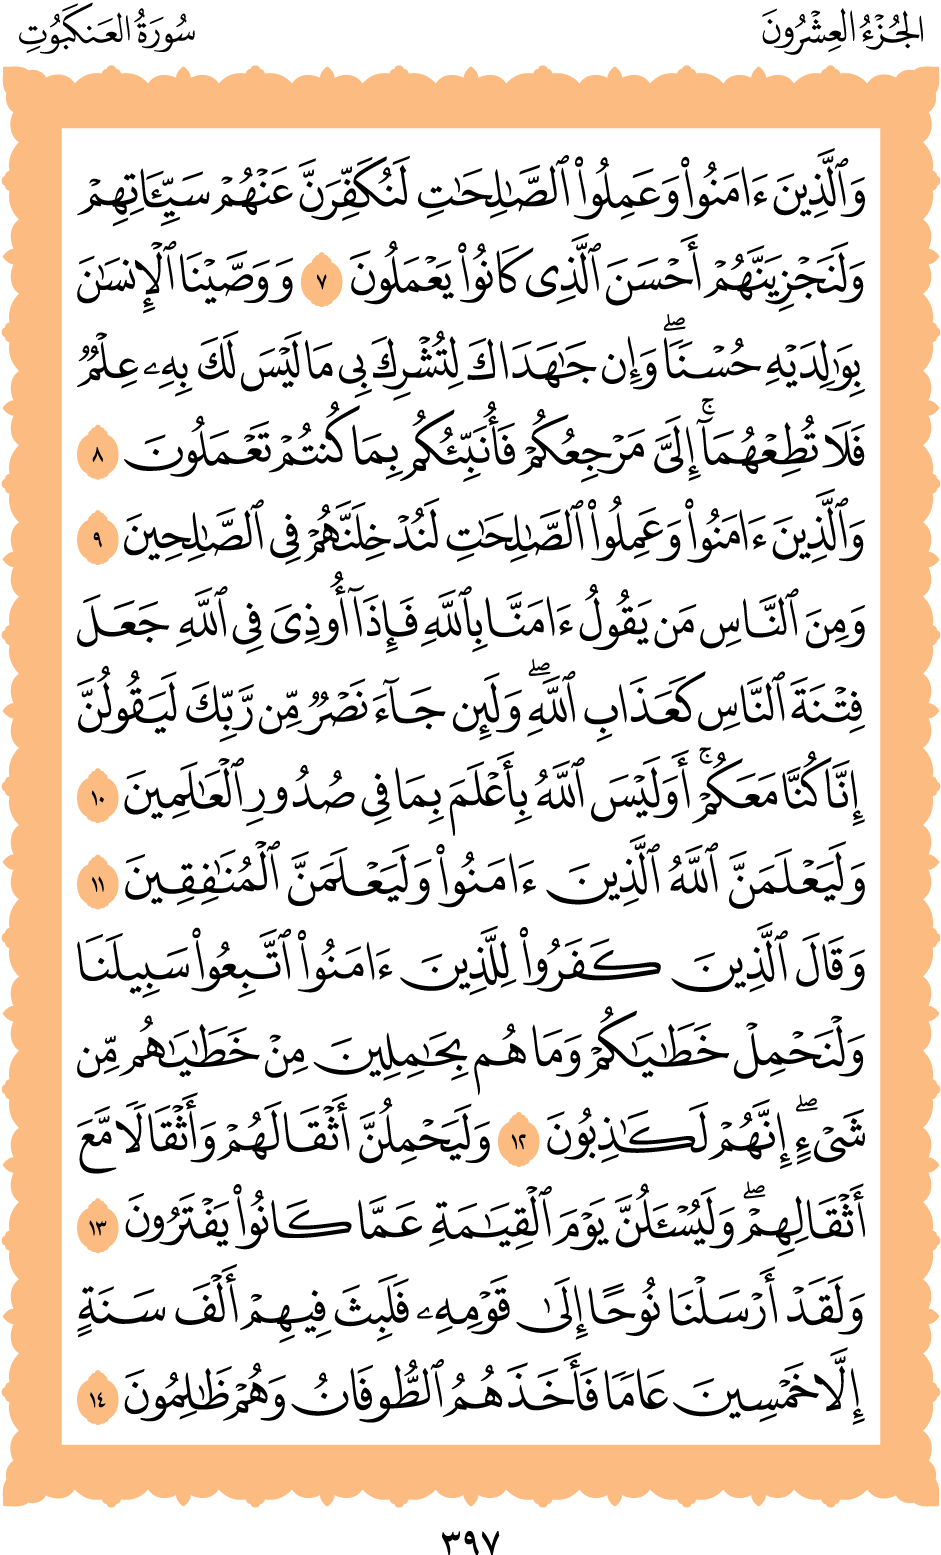 الجُزْءُ العِشْرُونَ
سُورَةُ العَنكَبُوتِ
وَٱلَّذِينَ ءَامَنُوا۟ وَعَمِلُوا۟ ٱلصَّـٰلِحَـٰتِ لَنُكَفِّرَنَّ عَنْهُمْ سَيِّـَٔاتِهِمْ
وَلَنَجْزِيَنَّهُمْ أَحْسَنَ ٱلَّذِى كَانُوا۟ يَعْمَلُونَ ٧ وَوَصَّيْنَا ٱلْإِنسَـٰنَ
بِوَٰلِدَيْهِ حُسْنًا ۖ وَإِن جَـٰهَدَاكَ لِتُشْرِكَ بِى مَا لَيْسَ لَكَ بِهِۦ عِلْمٌ
فَلَا تُطِعْهُمَآ ۚ إِلَىَّ مَرْجِعُكُمْ فَأُنَبِّئُكُم بِمَا كُنتُمْ تَعْمَلُونَ ٨
وَٱلَّذِينَ ءَامَنُوا۟ وَعَمِلُوا۟ ٱلصَّـٰلِحَـٰتِ لَنُدْخِلَنَّهُمْ فِى ٱلصَّـٰلِحِينَ ٩
وَمِنَ ٱلنَّاسِ مَن يَقُولُ ءَامَنَّا بِٱللَّهِ فَإِذَآ أُوذِىَ فِى ٱللَّهِ جَعَلَ
فِتْنَةَ ٱلنَّاسِ كَعَذَابِ ٱللَّهِ ۖ وَلَئِن جَآءَ نَصْرٌ مِّن رَّبِّكَ لَيَقُولُنَّ
إِنَّا كُنَّا مَعَكُمْ ۚ أَوَلَيْسَ ٱللَّهُ بِأَعْلَمَ بِمَا فِى صُدُورِ ٱلْعَـٰلَمِينَ ١٠
وَلَيَعْلَمَنَّ ٱللَّهُ ٱلَّذِينَ ءَامَنُوا۟ وَلَيَعْلَمَنَّ ٱلْمُنَـٰفِقِينَ ١١
وَقَالَ ٱلَّذِينَ كَفَرُوا۟ لِلَّذِينَ ءَامَنُوا۟ ٱتَّبِعُوا۟ سَبِيلَنَا
وَلْنَحْمِلْ خَطَـٰيَـٰكُمْ وَمَا هُم بِحَـٰمِلِينَ مِنْ خَطَـٰيَـٰهُم مِّن
شَىْءٍ ۖ إِنَّهُمْ لَكَـٰذِبُونَ ١٢ وَلَيَحْمِلُنَّ أَثْقَالَهُمْ وَأَثْقَالًا مَّعَ
أَثْقَالِهِمْ ۖ وَلَيُسْـَٔلُنَّ يَوْمَ ٱلْقِيَـٰمَةِ عَمَّا كَانُوا۟ يَفْتَرُونَ ١٣
وَلَقَدْ أَرْسَلْنَا نُوحًا إِلَىٰ قَوْمِهِۦ فَلَبِثَ فِيهِمْ أَلْفَ سَنَةٍ
إِلَّا خَمْسِينَ عَامًا فَأَخَذَهُمُ ٱلطُّوفَانُ وَهُمْ ظَـٰلِمُونَ ١٤
٣٩٧